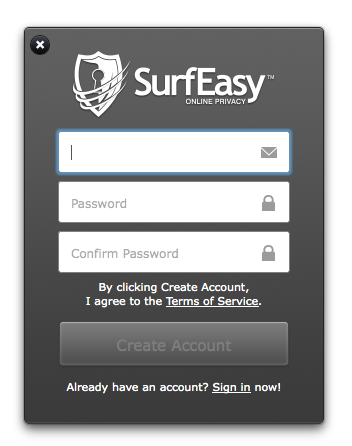 SurfEasy™
ONLINE PRIVACY
Password
Confirm Password
By clicking Create Account,
I agree to the Terms of Service.
Create Account
Already have an account? Sign in now!